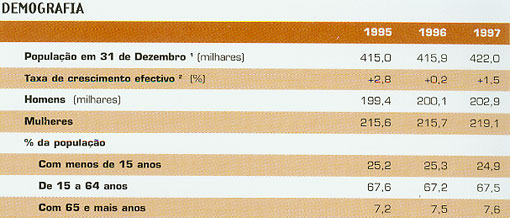 DEMOGRAFIA
1995 1996 1997
População em 31 de Dezembro ¹ (milhares) 415,0 415,9 422,0
Taxa de crescimento efectivo ² (%) +2,8 +0,2 +1,5
Homens (milhares) 199,4 200,1 202,9
Mulheres 215,6 215,7 219,1
% da população
Com menos de 15 anos 25,2 25,3 24,9
De 15 a 64 anos 67,6 67,2 67,5
Com 65 e mais anos 7,2 7,5 7,6